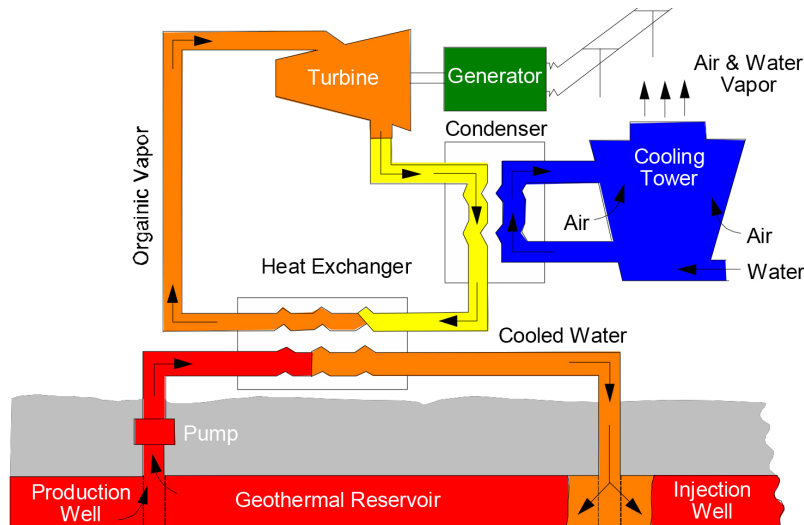 Turbine
Generator
Air & Water
Vapor
Condenser
Cooling
Tower
Orgainic Vapor
Air
Air
Water
Heat Exchanger
Cooled Water
Pump
Production
Well
Geothermal Reservoir
Injection
Well